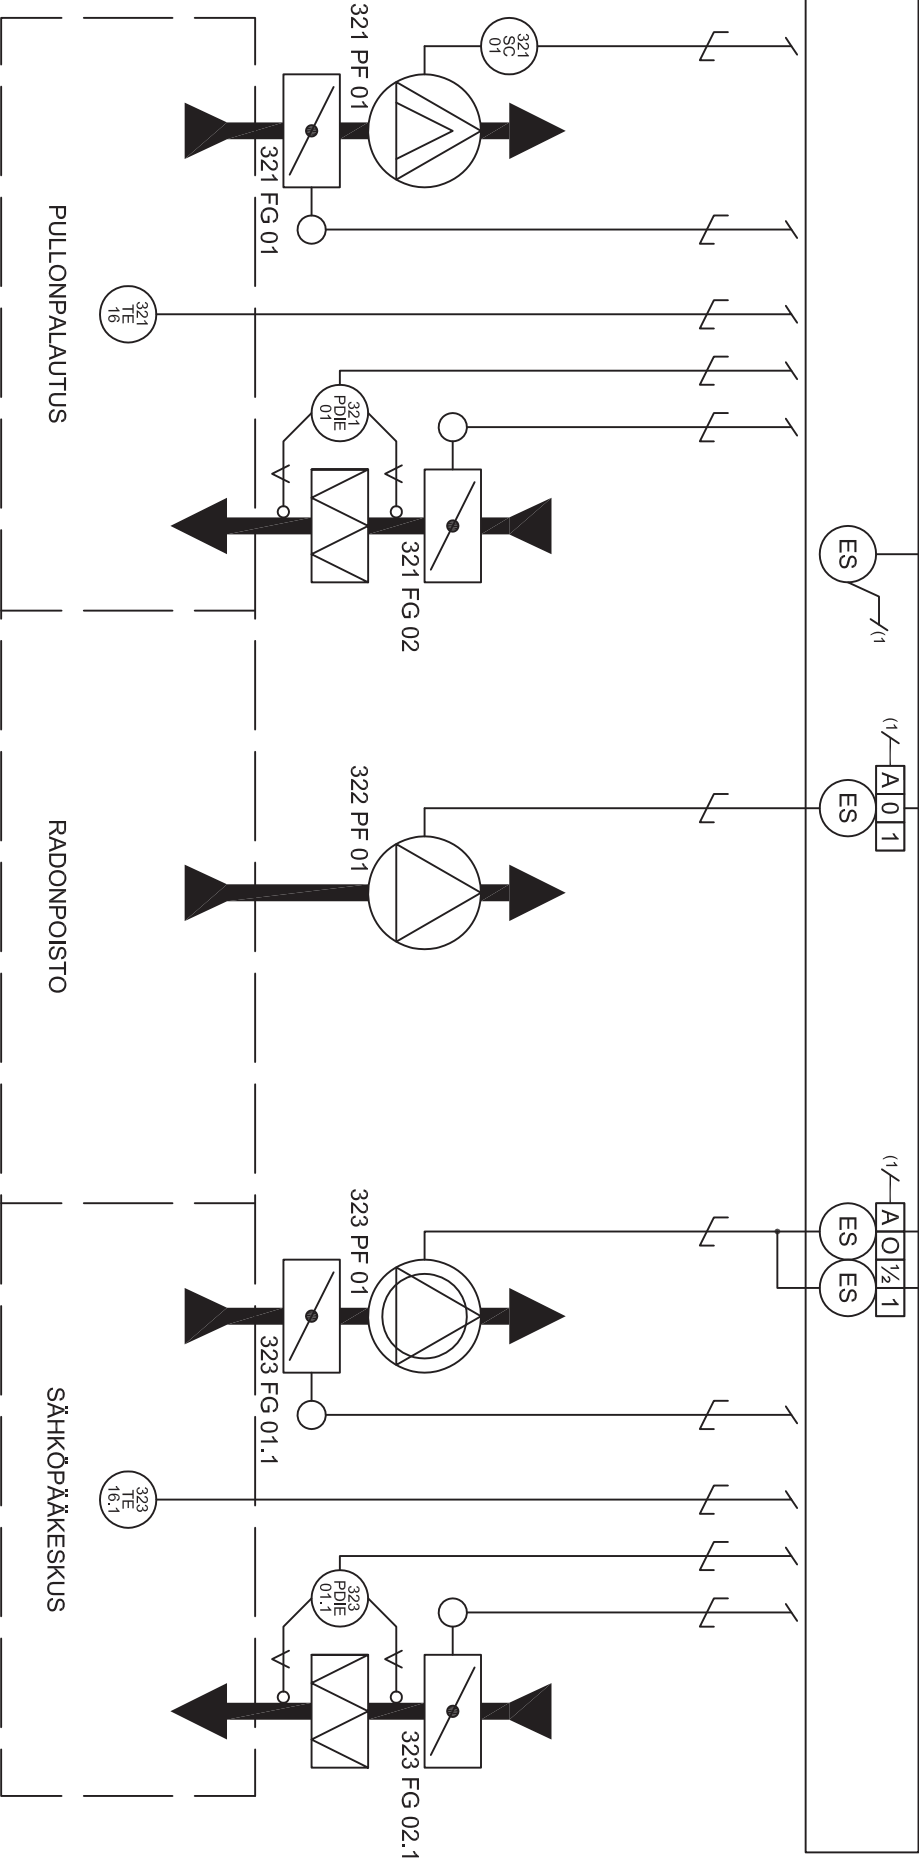 321
SC
01
321 PF 01
321 FG 01
321
TE
16
321
PDIE
01
321 FG 02
PULLONPALAUTUS
ES
(1
(1
A 0 1
ES
322 PF 01
RADONPOISTO
(1
A O ½ 1
ES
ES
323 PF 01
323 FG 01.1
323
TE
16.1
323
PDIE
01.1
323 FG 02.1
SÄHKÖPÄÄKESKUS